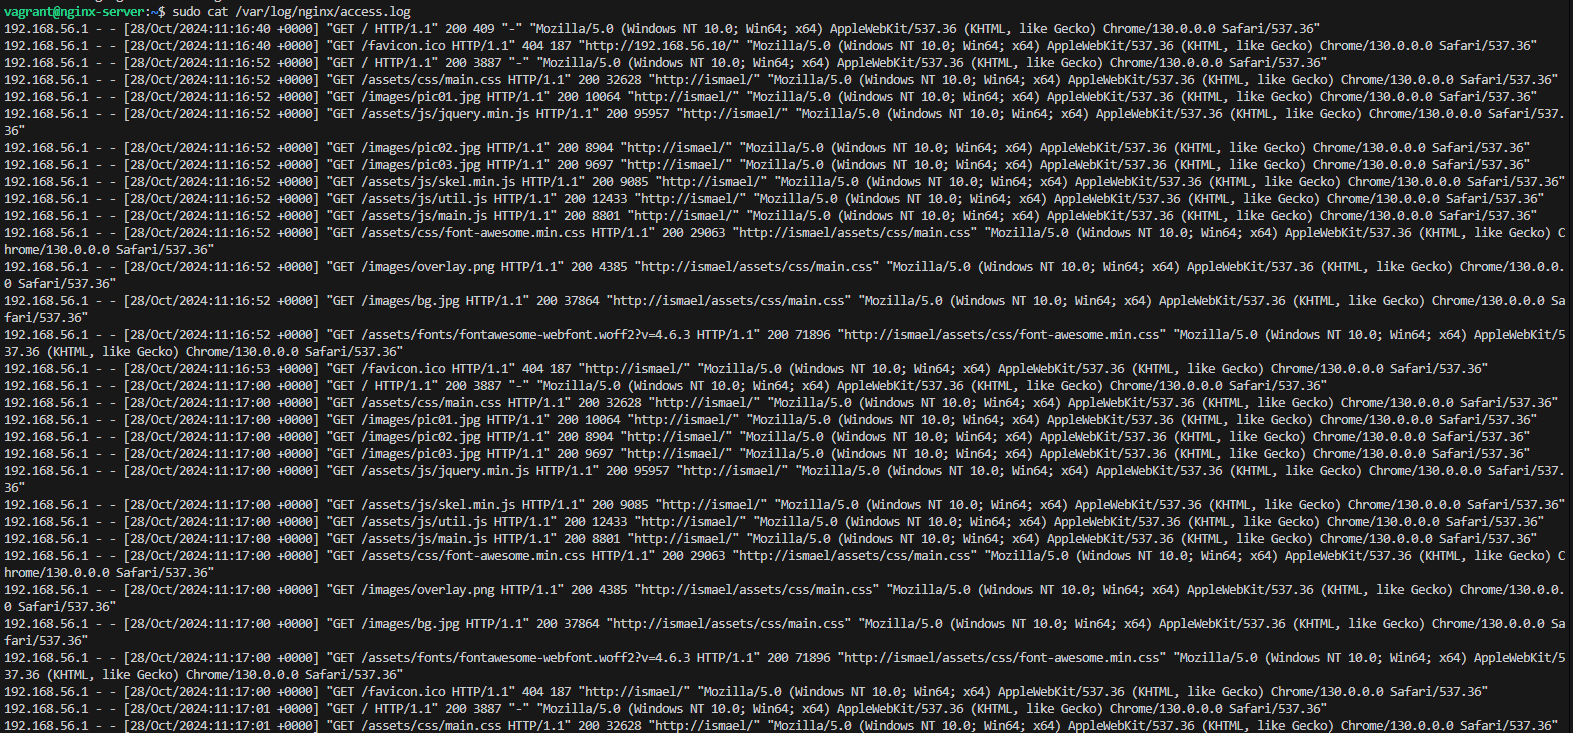 vagrant@nginx-server:~$ sudo cat /var/log/nginx/access.log
192.168.56.1 - - [28/Oct/2024:11:16:40 +0000] "GET / HTTP/1.1" 200 409 "-" "Mozilla/5.0 (Windows NT 10.0; Win64; x64) AppleWebKit/537.36 (KHTML, like Gecko) Chrome/130.0.0.0 Safari/537.36"
192.168.56.1 - - [28/Oct/2024:11:16:40 +0000] "GET /favicon.ico HTTP/1.1" 404 187 "http://192.168.56.10/" "Mozilla/5.0 (Windows NT 10.0; Win64; x64) AppleWebKit/537.36 (KHTML, like Gecko) Chrome/130.0.0.0 Safari/537.36"
192.168.56.1 - - [28/Oct/2024:11:16:52 +0000] "GET / HTTP/1.1" 200 3887 "-" "Mozilla/5.0 (Windows NT 10.0; Win64; x64) AppleWebKit/537.36 (KHTML, like Gecko) Chrome/130.0.0.0 Safari/537.36"
192.168.56.1 - - [28/Oct/2024:11:16:52 +0000] "GET /assets/css/main.css HTTP/1.1" 200 32628 "http://ismael/" "Mozilla/5.0 (Windows NT 10.0; Win64; x64) AppleWebKit/537.36 (KHTML, like Gecko) Chrome/130.0.0.0 Safari/537.36"
192.168.56.1 - - [28/Oct/2024:11:16:52 +0000] "GET /images/pic01.jpg HTTP/1.1" 200 10064 "http://ismael/" "Mozilla/5.0 (Windows NT 10.0; Win64; x64) AppleWebKit/537.36 (KHTML, like Gecko) Chrome/130.0.0.0 Safari/537.36"
192.168.56.1 - - [28/Oct/2024:11:16:52 +0000] "GET /assets/js/jquery.min.js HTTP/1.1" 200 95957 "http://ismael/" "Mozilla/5.0 (Windows NT 10.0; Win64; x64) AppleWebKit/537.36 (KHTML, like Gecko) Chrome/130.0.0.0 Safari/537.
36"
192.168.56.1 - - [28/Oct/2024:11:16:52 +0000] "GET /images/pic02.jpg HTTP/1.1" 200 8904 "http://ismael/" "Mozilla/5.0 (Windows NT 10.0; Win64; x64) AppleWebKit/537.36 (KHTML, like Gecko) Chrome/130.0.0.0 Safari/537.36"
192.168.56.1 - - [28/Oct/2024:11:16:52 +0000] "GET /images/pic03.jpg HTTP/1.1" 200 9697 "http://ismael/" "Mozilla/5.0 (Windows NT 10.0; Win64; x64) AppleWebKit/537.36 (KHTML, like Gecko) Chrome/130.0.0.0 Safari/537.36"
192.168.56.1 - - [28/Oct/2024:11:16:52 +0000] "GET /assets/js/skel.min.js HTTP/1.1" 200 9085 "http://ismael/" "Mozilla/5.0 (Windows NT 10.0; Win64; x64) AppleWebKit/537.36 (KHTML, like Gecko) Chrome/130.0.0.0 Safari/537.36"
192.168.56.1 - - [28/Oct/2024:11:16:52 +0000] "GET /assets/js/util.js HTTP/1.1" 200 12433 "http://ismael/" "Mozilla/5.0 (Windows NT 10.0; Win64; x64) AppleWebKit/537.36 (KHTML, like Gecko) Chrome/130.0.0.0 Safari/537.36"
192.168.56.1 - - [28/Oct/2024:11:16:52 +0000] "GET /assets/js/main.js HTTP/1.1" 200 8801 "http://ismael/" "Mozilla/5.0 (Windows NT 10.0; Win64; x64) AppleWebKit/537.36 (KHTML, like Gecko) Chrome/130.0.0.0 Safari/537.36"
192.168.56.1 - - [28/Oct/2024:11:16:52 +0000] "GET /assets/css/font-awesome.min.css HTTP/1.1" 200 29063 "http://ismael/assets/css/main.css" "Mozilla/5.0 (Windows NT 10.0; Win64; x64) AppleWebKit/537.36 (KHTML, like Gecko) C
hrome/130.0.0.0 Safari/537.36"
192.168.56.1 - - [28/Oct/2024:11:16:52 +0000] "GET /images/overlay.png HTTP/1.1" 200 4385 "http://ismael/assets/css/main.css" "Mozilla/5.0 (Windows NT 10.0; Win64; x64) AppleWebKit/537.36 (KHTML, like Gecko) Chrome/130.0.0.
0 Safari/537.36"
192.168.56.1 - - [28/Oct/2024:11:16:52 +0000] "GET /images/bg.jpg HTTP/1.1" 200 37864 "http://ismael/assets/css/main.css" "Mozilla/5.0 (Windows NT 10.0; Win64; x64) AppleWebKit/537.36 (KHTML, like Gecko) Chrome/130.0.0.0 Sa
fari/537.36"
192.168.56.1 - - [28/Oct/2024:11:16:52 +0000] "GET /assets/fonts/fontawesome-webfont.woff2?v=4.6.3 HTTP/1.1" 200 71896 "http://ismael/assets/css/font-awesome.min.css" "Mozilla/5.0 (Windows NT 10.0; Win64; x64) AppleWebKit/5
37.36 (KHTML, like Gecko) Chrome/130.0.0.0 Safari/537.36"
192.168.56.1 - - [28/Oct/2024:11:16:53 +0000] "GET /favicon.ico HTTP/1.1" 404 187 "http://ismael/" "Mozilla/5.0 (Windows NT 10.0; Win64; x64) AppleWebKit/537.36 (KHTML, like Gecko) Chrome/130.0.0.0 Safari/537.36"
192.168.56.1 - - [28/Oct/2024:11:17:00 +0000] "GET / HTTP/1.1" 200 3887 "-" "Mozilla/5.0 (Windows NT 10.0; Win64; x64) AppleWebKit/537.36 (KHTML, like Gecko) Chrome/130.0.0.0 Safari/537.36"
192.168.56.1 - - [28/Oct/2024:11:17:00 +0000] "GET /assets/css/main.css HTTP/1.1" 200 32628 "http://ismael/" "Mozilla/5.0 (Windows NT 10.0; Win64; x64) AppleWebKit/537.36 (KHTML, like Gecko) Chrome/130.0.0.0 Safari/537.36"
192.168.56.1 - - [28/Oct/2024:11:17:00 +0000] "GET /images/pic01.jpg HTTP/1.1" 200 10064 "http://ismael/" "Mozilla/5.0 (Windows NT 10.0; Win64; x64) AppleWebKit/537.36 (KHTML, like Gecko) Chrome/130.0.0.0 Safari/537.36"
192.168.56.1 - - [28/Oct/2024:11:17:00 +0000] "GET /images/pic02.jpg HTTP/1.1" 200 8904 "http://ismael/" "Mozilla/5.0 (Windows NT 10.0; Win64; x64) AppleWebKit/537.36 (KHTML, like Gecko) Chrome/130.0.0.0 Safari/537.36"
192.168.56.1 - - [28/Oct/2024:11:17:00 +0000] "GET /images/pic03.jpg HTTP/1.1" 200 9697 "http://ismael/" "Mozilla/5.0 (Windows NT 10.0; Win64; x64) AppleWebKit/537.36 (KHTML, like Gecko) Chrome/130.0.0.0 Safari/537.36"
192.168.56.1 - - [28/Oct/2024:11:17:00 +0000] "GET /assets/js/jquery.min.js HTTP/1.1" 200 95957 "http://ismael/" "Mozilla/5.0 (Windows NT 10.0; Win64; x64) AppleWebKit/537.36 (KHTML, like Gecko) Chrome/130.0.0.0 Safari/537.
36"
192.168.56.1 - - [28/Oct/2024:11:17:00 +0000] "GET /assets/js/skel.min.js HTTP/1.1" 200 9085 "http://ismael/" "Mozilla/5.0 (Windows NT 10.0; Win64; x64) AppleWebKit/537.36 (KHTML, like Gecko) Chrome/130.0.0.0 Safari/537.36"
192.168.56.1 - - [28/Oct/2024:11:17:00 +0000] "GET /assets/js/util.js HTTP/1.1" 200 12433 "http://ismael/" "Mozilla/5.0 (Windows NT 10.0; Win64; x64) AppleWebKit/537.36 (KHTML, like Gecko) Chrome/130.0.0.0 Safari/537.36"
192.168.56.1 - - [28/Oct/2024:11:17:00 +0000] "GET /assets/js/main.js HTTP/1.1" 200 8801 "http://ismael/" "Mozilla/5.0 (Windows NT 10.0; Win64; x64) AppleWebKit/537.36 (KHTML, like Gecko) Chrome/130.0.0.0 Safari/537.36"
192.168.56.1 - - [28/Oct/2024:11:17:00 +0000] "GET /assets/css/font-awesome.min.css HTTP/1.1" 200 29063 "http://ismael/assets/css/main.css" "Mozilla/5.0 (Windows NT 10.0; Win64; x64) AppleWebKit/537.36 (KHTML, like Gecko) C
hrome/130.0.0.0 Safari/537.36"
192.168.56.1 - - [28/Oct/2024:11:17:00 +0000] "GET /images/overlay.png HTTP/1.1" 200 4385 "http://ismael/assets/css/main.css" "Mozilla/5.0 (Windows NT 10.0; Win64; x64) AppleWebKit/537.36 (KHTML, like Gecko) Chrome/130.0.0.
0 Safari/537.36"
192.168.56.1 - - [28/Oct/2024:11:17:00 +0000] "GET /images/bg.jpg HTTP/1.1" 200 37864 "http://ismael/assets/css/main.css" "Mozilla/5.0 (Windows NT 10.0; Win64; x64) AppleWebKit/537.36 (KHTML, like Gecko) Chrome/130.0.0.0 Sa
fari/537.36"
192.168.56.1 - - [28/Oct/2024:11:17:00 +0000] "GET /assets/fonts/fontawesome-webfont.woff2?v=4.6.3 HTTP/1.1" 200 71896 "http://ismael/assets/css/font-awesome.min.css" "Mozilla/5.0 (Windows NT 10.0; Win64; x64) AppleWebKit/5
37.36 (KHTML, like Gecko) Chrome/130.0.0.0 Safari/537.36"
192.168.56.1 - - [28/Oct/2024:11:17:00 +0000] "GET /favicon.ico HTTP/1.1" 404 187 "http://ismael/" "Mozilla/5.0 (Windows NT 10.0; Win64; x64) AppleWebKit/537.36 (KHTML, like Gecko) Chrome/130.0.0.0 Safari/537.36"
192.168.56.1 - - [28/Oct/2024:11:17:01 +0000] "GET / HTTP/1.1" 200 3887 "-" "Mozilla/5.0 (Windows NT 10.0; Win64; x64) AppleWebKit/537.36 (KHTML, like Gecko) Chrome/130.0.0.0 Safari/537.36"
192.168.56.1 - - [28/Oct/2024:11:17:01 +0000] "GET /assets/css/main.css HTTP/1.1" 200 32628 "http://ismael/" "Mozilla/5.0 (Windows NT 10.0; Win64; x64) AppleWebKit/537.36 (KHTML, like Gecko) Chrome/130.0.0.0 Safari/537.36"